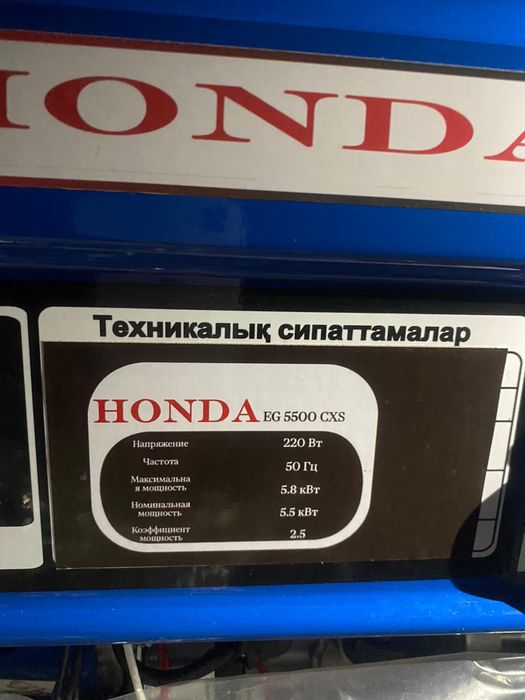 HONDA
Техникалық сипаттамалар
HONDA EG 5500 CXS
Напряжение 220 Вт
Частота 50 Гц
Максимальна
я мощность 5.8 кВт
Номинальная
мощность 5.5 кВт
Коэффициент
мощность 2.5